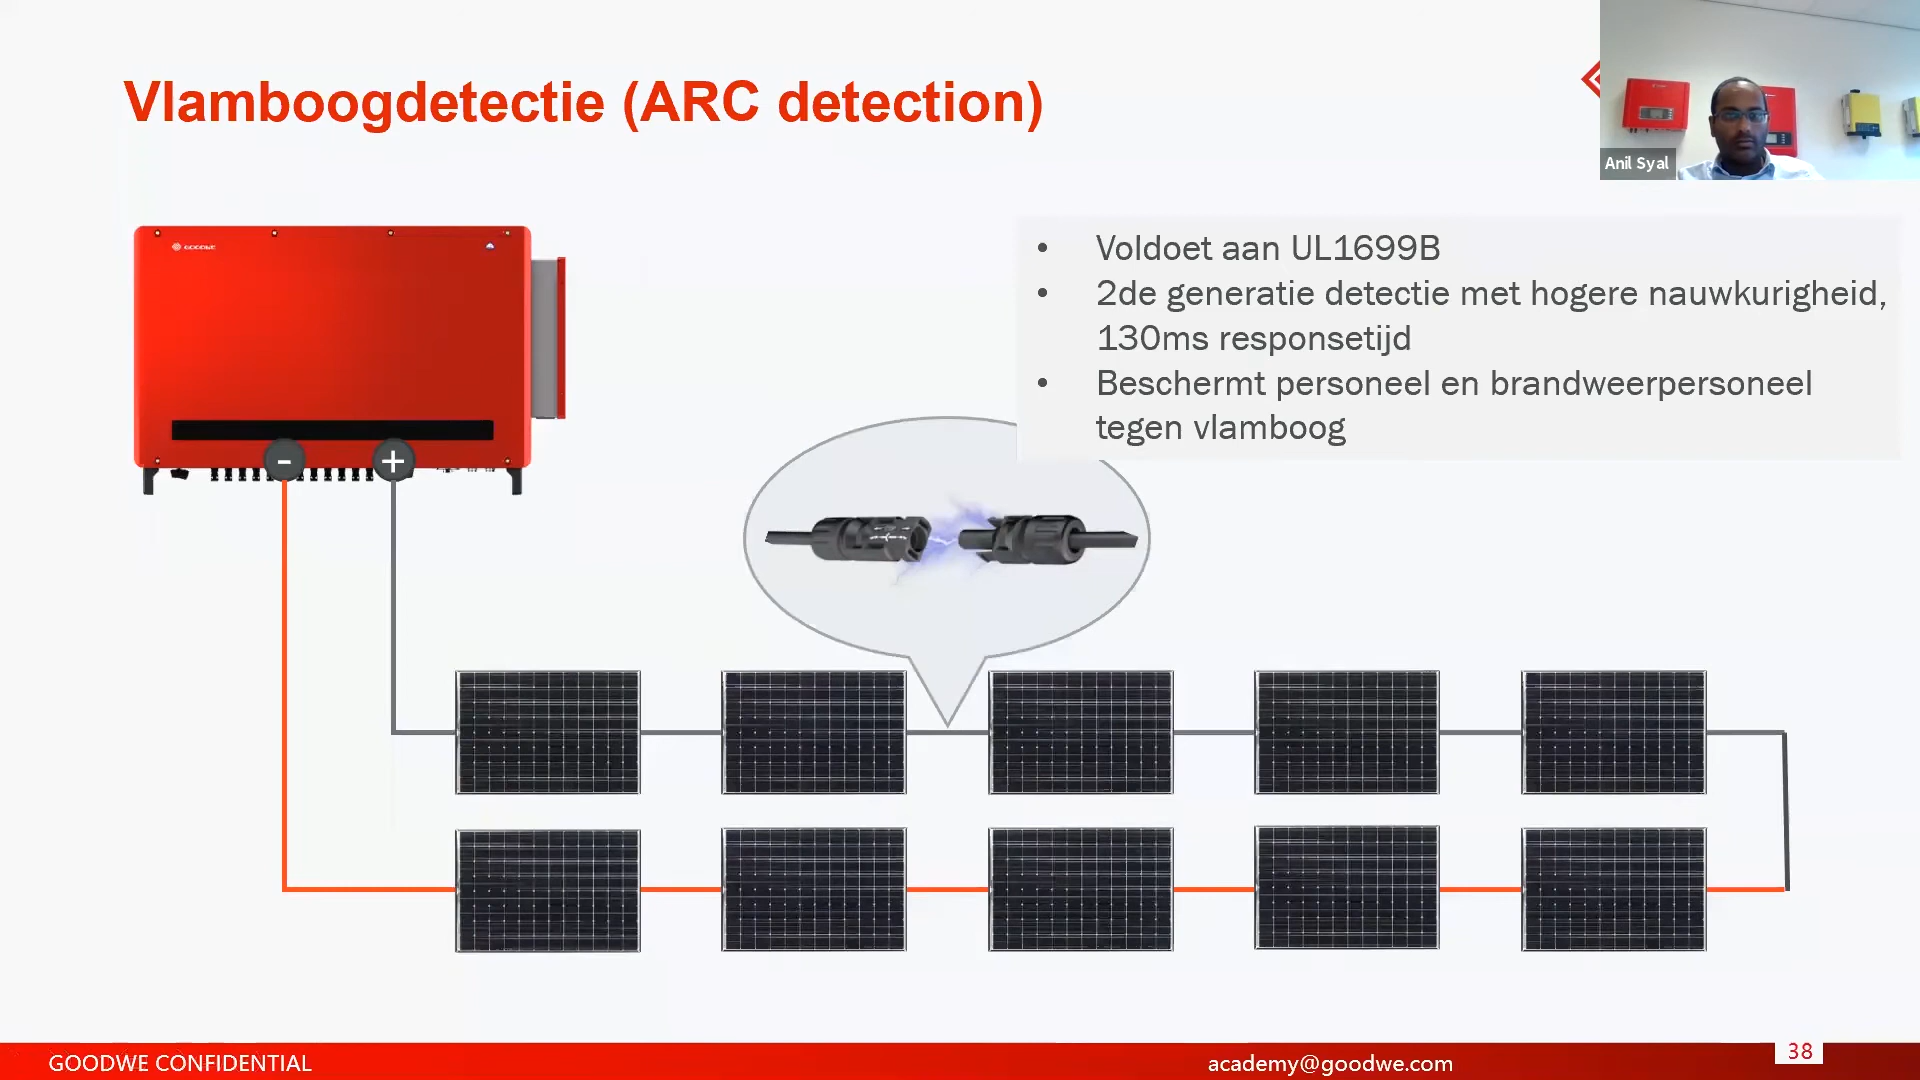 Vlamboogdetectie (ARC detection)
Anil Syal
GOODWE
• Voldoet aan UL1699B
• 2de generatie detectie met hogere nauwkurigheid,
130ms responsetijd
• Beschermt personeel en brandweerpersoneel
tegen vlamboog
-
+
GOODWE CONFIDENTIAL
academy@goodwe.com
38